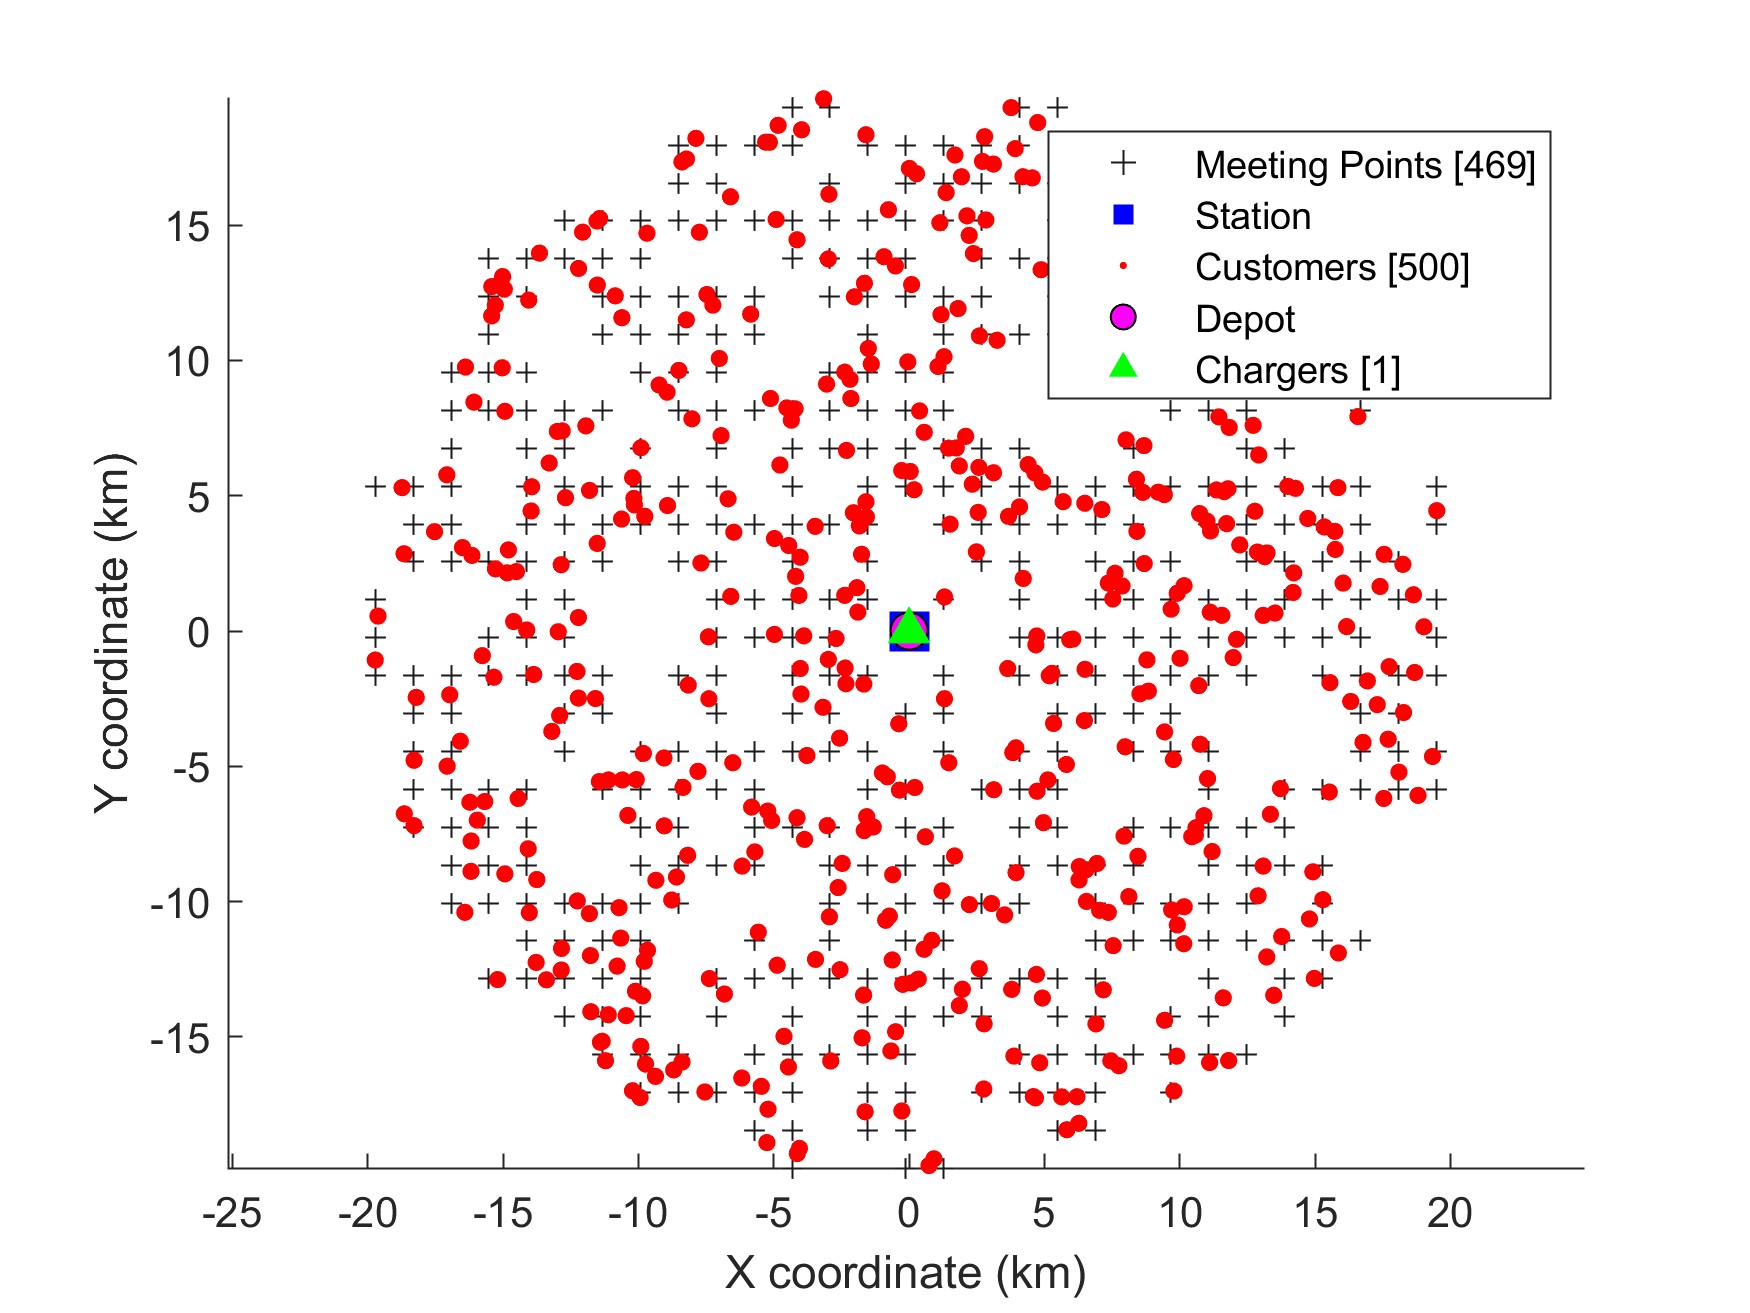 Meeting Points [469]
Station
Customers [500]
Depot
Chargers [1]
15
10
5
0
-5
-10
-15
Y coordinate (km)
-25 -20 -15 -10 -5 0 5 10 15 20
X coordinate (km)